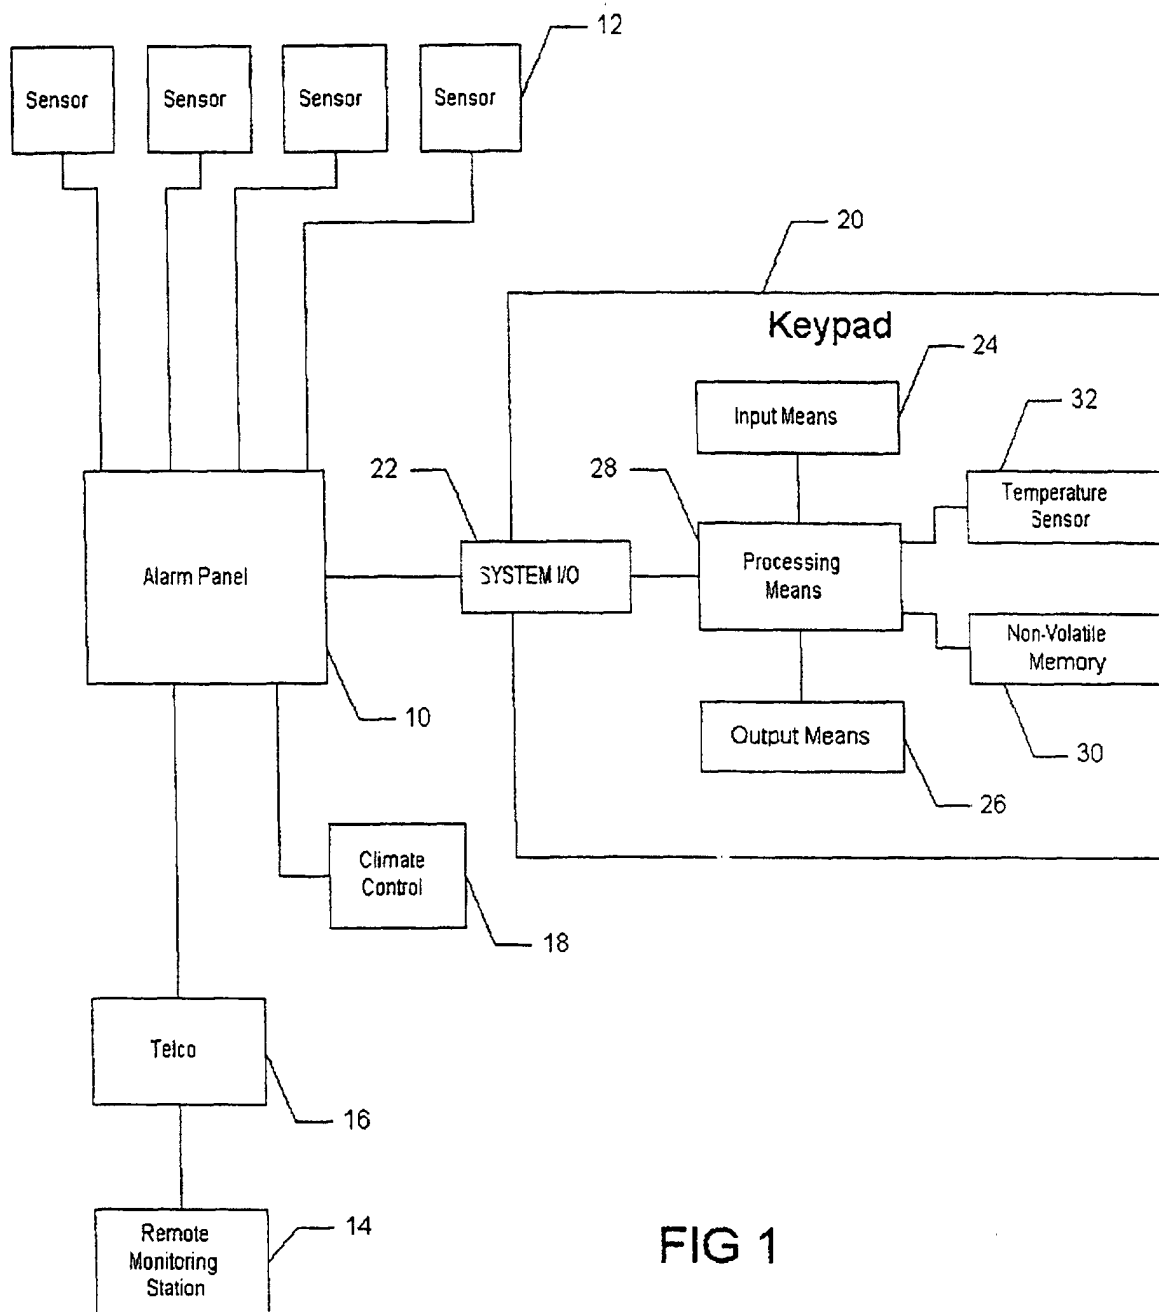 12
Sensor
Sensor
Sensor
Sensor
20
Keypad
24
Input Means
32
Temperature
Sensor
22
28
SYSTEM I/O
Processing
Means
Alarm Panel
Non-Volatile
Memory
10
Output Means
30
26
Climate
Control
18
Telco
16
Remote
Monitoring
Station
14
FIG 1